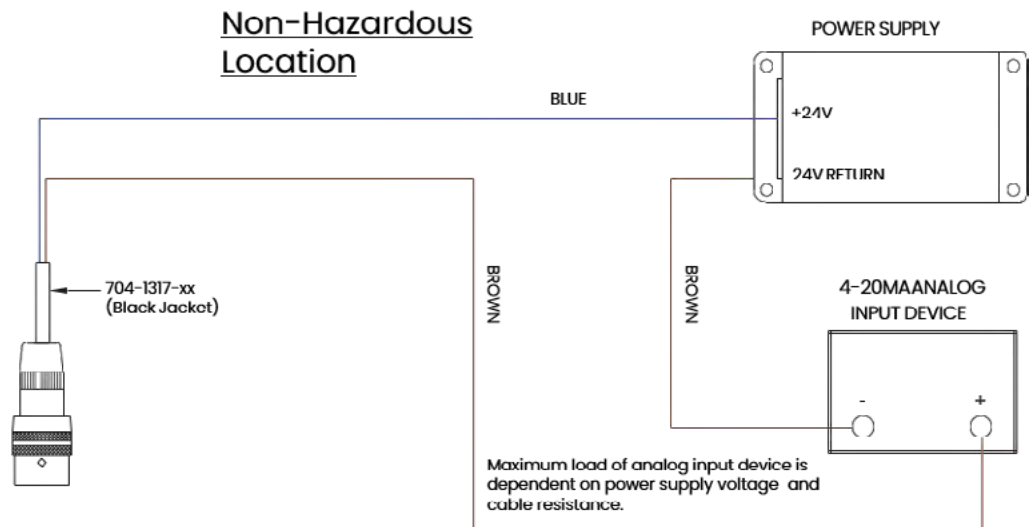 Non-Hazardous
Location
POWER SUPPLY
BLUE
+24V
24V RETURN
704-1317-xx
(Black Jacket)
BROWN
BROWN
4-20MAANALOG
INPUT DEVICE
- +
Maximum load of analog input device is
dependent on power supply voltage and
cable resistance.